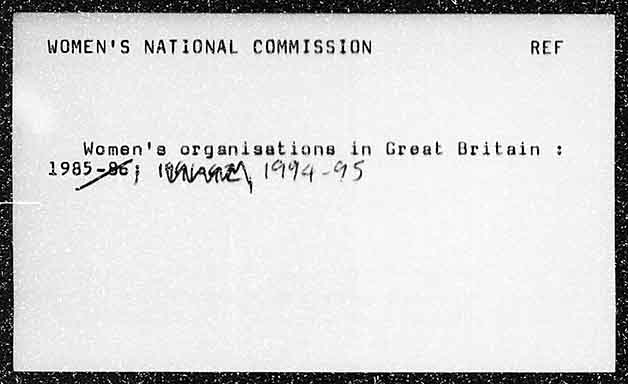 WOMEN'S NATIONAL COMMISSION REF
Women's organisations in Great Britain :
1985-86; 1994-95